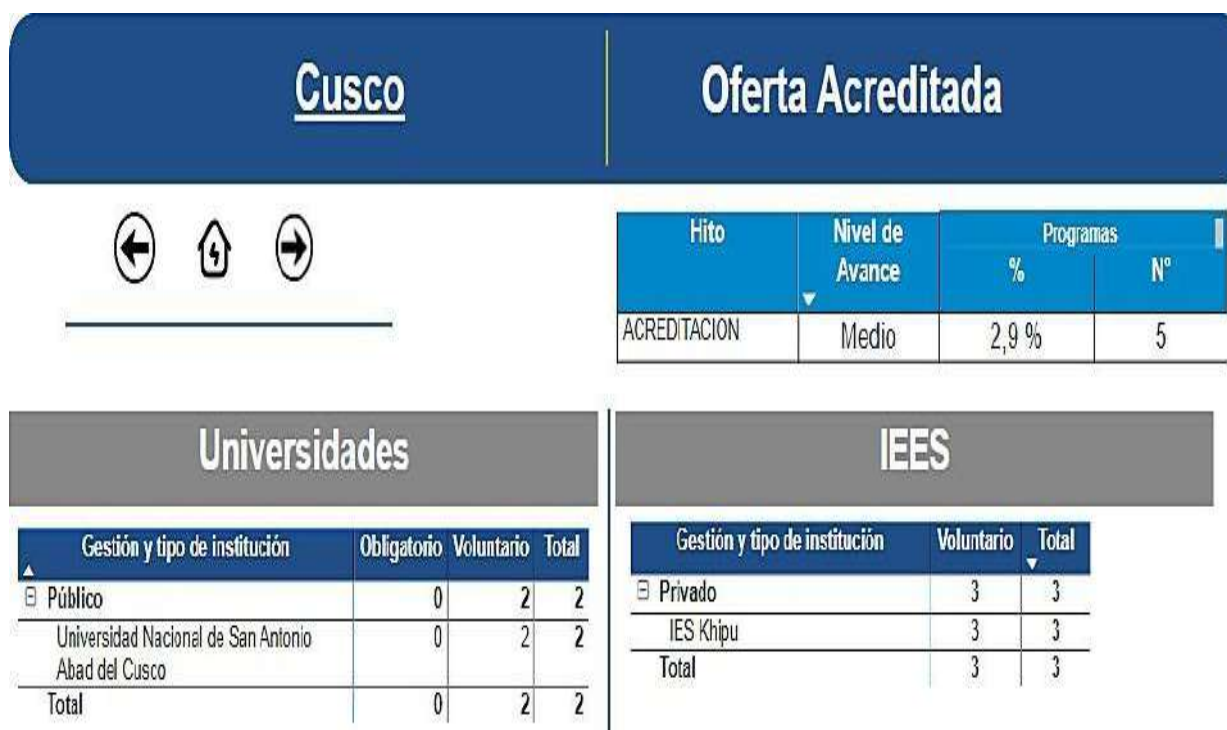 Cusco
Oferta Acreditada
Hito Nivel de Avance Programas
% N°
ACREDITACION Medio 2,9 % 5
Universidades
Gestión y tipo de institución Obligatorio Voluntario Total
Público 0 2 2
Universidad Nacional de San Antonio
Abad del Cusco 0 2 2
Total 0 2 2
IEES
Gestión y tipo de institución Voluntario Total
Privado 3 3
IES Khipu 3 3
Total 3 3